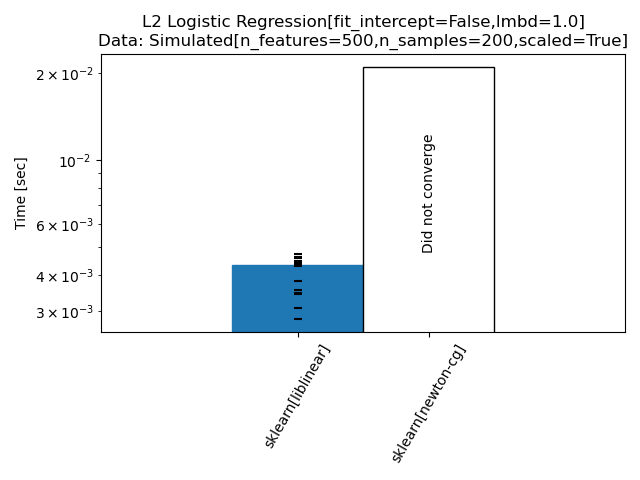 L2 Logistic Regression[fit_intercept=False,lmbd=1.0]
Data: Simulated[n_features=500,n_samples=200,scaled=True]
Time [sec]
2 × 10⁻²
10⁻²
6 × 10⁻³
4 × 10⁻³
3 × 10⁻³
Did not converge
sklearn[liblinear]
sklearn[newton-cg]